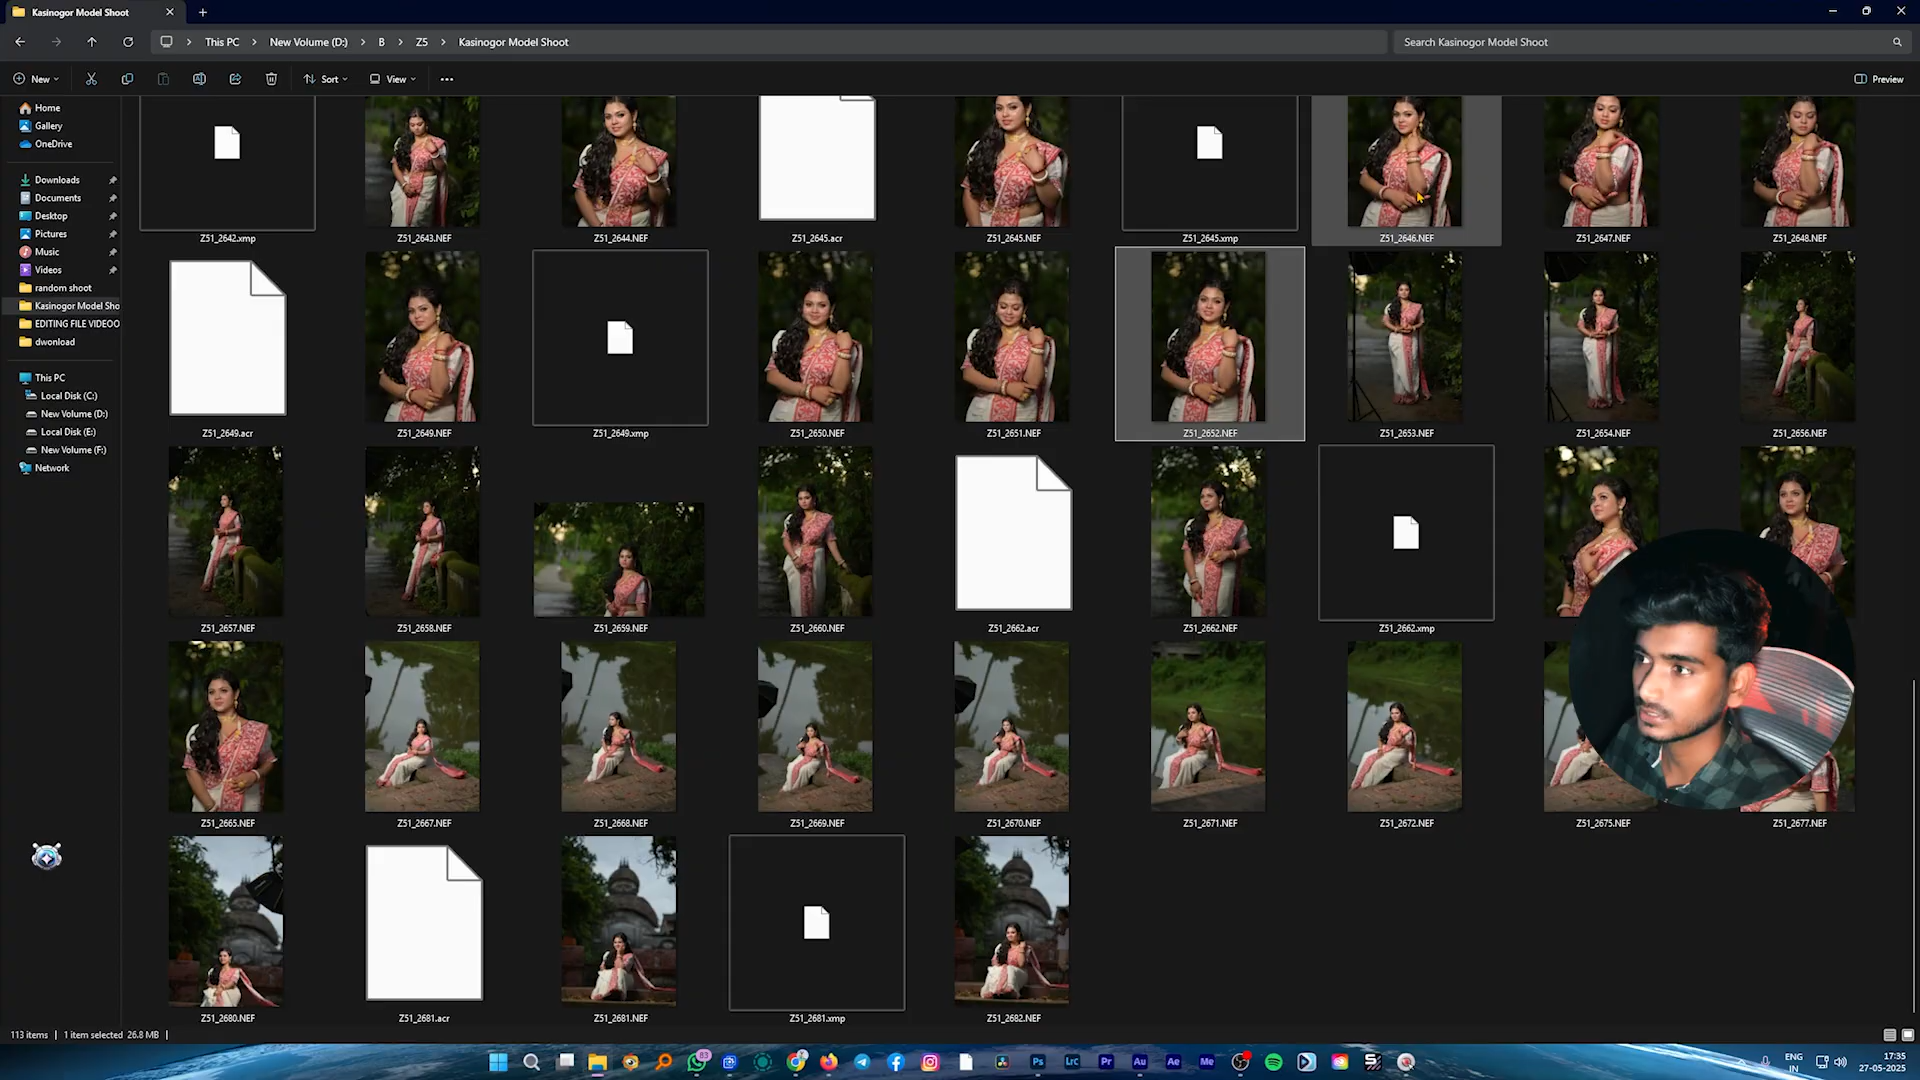 Kasinogor Model Shoot
This PC
New Volume (D:)
B
Z5
Kasinogor Model Shoot
Search Kasinogor Model Shoot
New
Sort
View
Preview
Home
Gallery
OneDrive
Downloads
Documents
Desktop
Pictures
Music
Videos
random shoot
Kasinogor Model Sho
EDITING FILE VIDEOO
dwonload
This PC
Local Disk (C:)
New Volume (D:)
Local Disk (E:)
New Volume (F:)
Network
Z51_2642.xmp
Z51_2643.NEF
Z51_2644.NEF
Z51_2645.acr
Z51_2645.NEF
Z51_2645.xmp
Z51_2646.NEF
Z51_2647.NEF
Z51_2648.NEF
Z51_2649.acr
Z51_2649.NEF
Z51_2649.xmp
Z51_2650.NEF
Z51_2651.NEF
Z51_2652.NEF
Z51_2653.NEF
Z51_2654.NEF
Z51_2656.NEF
Z51_2657.NEF
Z51_2658.NEF
Z51_2659.NEF
Z51_2660.NEF
Z51_2662.acr
Z51_2662.NEF
Z51_2662.xmp
Z51_2665.NEF
Z51_2667.NEF
Z51_2668.NEF
Z51_2669.NEF
Z51_2670.NEF
Z51_2671.NEF
Z51_2672.NEF
Z51_2675.NEF
Z51_2677.NEF
Z51_2680.NEF
Z51_2681.acr
Z51_2681.NEF
Z51_2681.xmp
Z51_2682.NEF
113 items
1 item selected 26.8 MB
83
Ps
Lrc
Pr
Au
Ae
Me
ENG
IN
17:35
27-05-2025